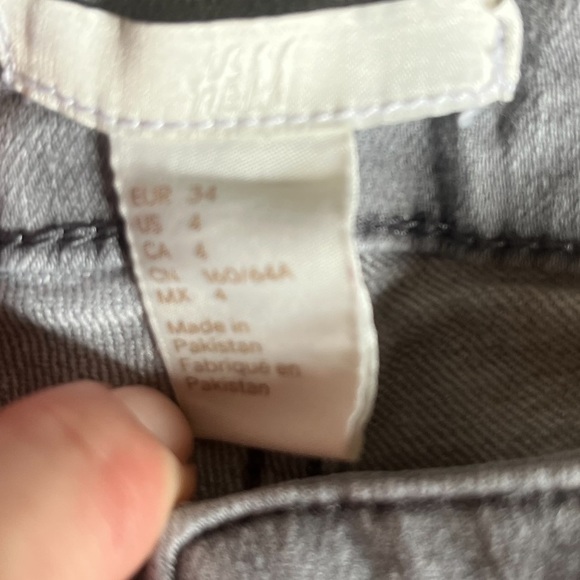 EUR 34
US 4
CA 4
CN 160/64A
MX 4
Made in
Pakistan
Fabriqué en
Pakistan